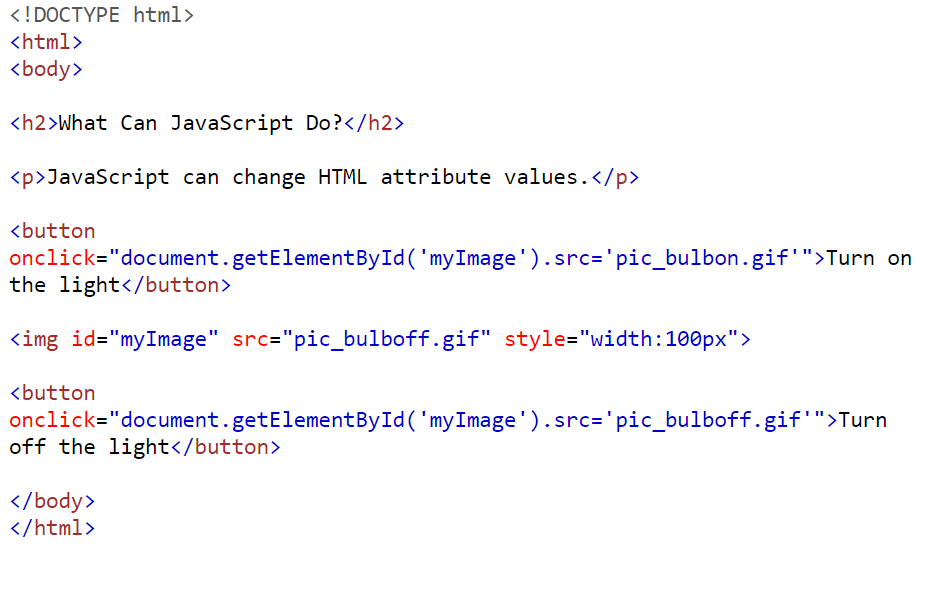 <!DOCTYPE html>
<html>
<body>
<h2>What Can JavaScript Do?</h2>
<p>JavaScript can change HTML attribute values.</p>
<button
onclick="document.getElementById('myImage').src='pic_bulbon.gif'">Turn on
the light</button>
<img id="myImage" src="pic_bulboff.gif" style="width:100px">
<button
onclick="document.getElementById('myImage').src='pic_bulboff.gif'">Turn
off the light</button>
</body>
</html>